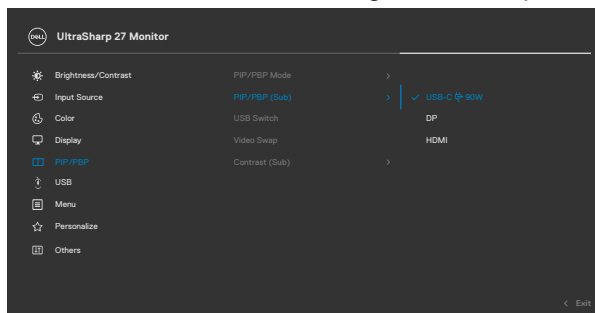 DELL UltraSharp 27 Monitor
Brightness/Contrast PIP/PBP Mode >
Input Source PIP/PBP (Sub) > ✓ USB-C 90W
Color USB Switch DP
Display Video Swap HDMI
PIP/PBP Contrast (Sub) >
USB
Menu
Personalize
Others
< Exit